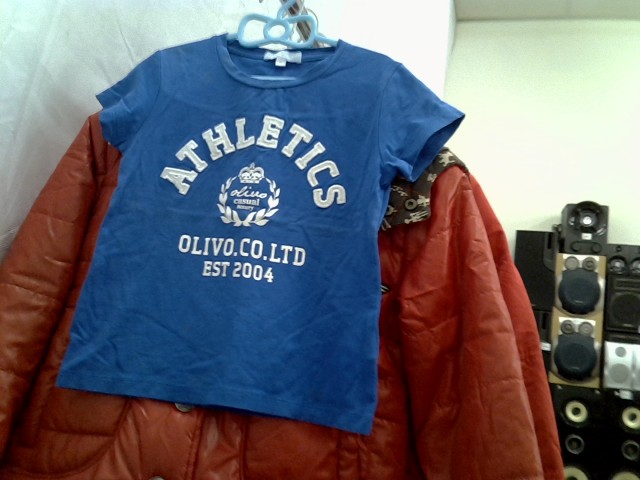 ATHLETICS
olivo
casual
OLIVO.CO.LTD
EST 2004